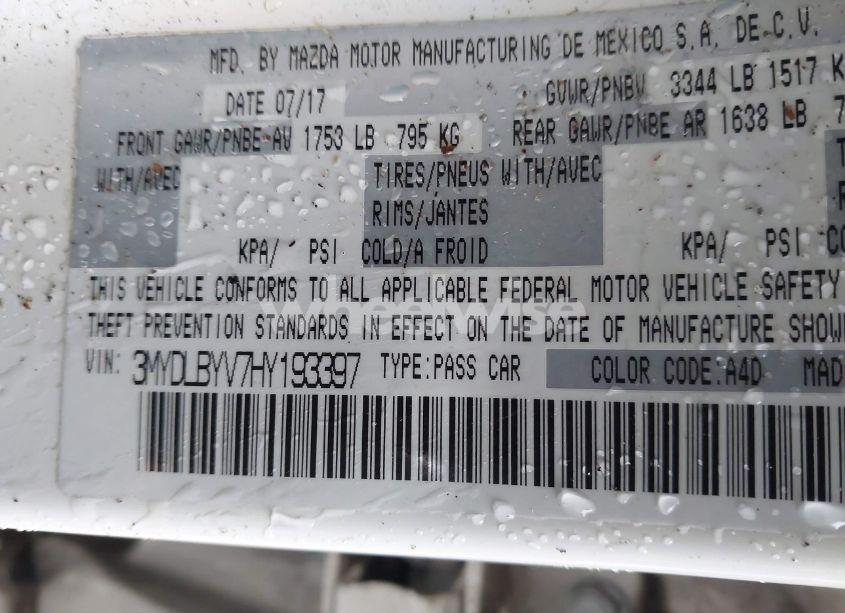 MFD. BY MAZDA MOTOR MANUFACTURING DE MEXICO S.A. DE C.V.
DATE 07/17 GVWR/PNBV 3344 LB 1517 K
FRONT GAWR/PNBE AV 1753 LB 795 KG REAR GAWR/PNBE AR 1638 LB 7
WITH/AVEC TIRES/PNEUS WITH/AVEC T
RIMS/JANTES R
KPA/ PSI COLD/A FROID KPA/ PSI CO
THIS VEHICLE CONFORMS TO ALL APPLICABLE FEDERAL MOTOR VEHICLE SAFETY
THEFT PREVENTION STANDARDS IN EFFECT ON THE DATE OF MANUFACTURE SHOW
VIN: 3MYDLBYV7HY193397 TYPE:PASS CAR COLOR CODE:A4D MAD